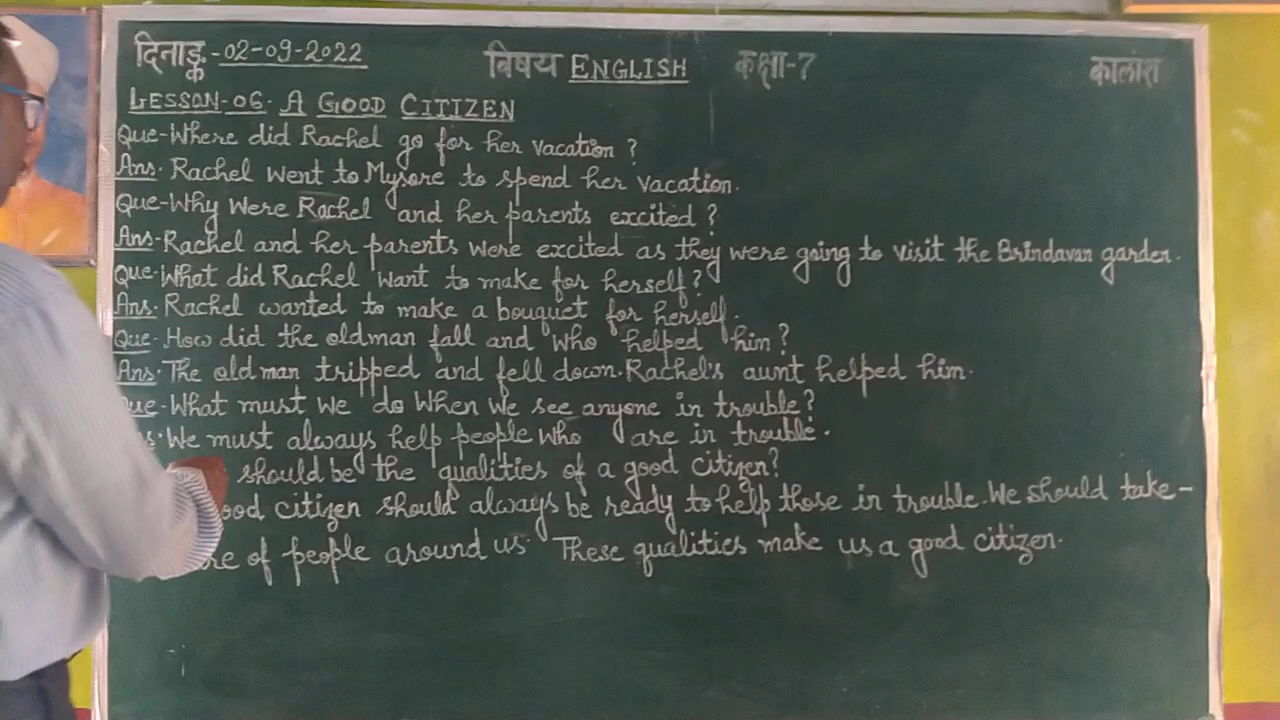 दिनाङ्क-02-09-2022 विषय ENGLISH कक्षा-7 कालांश
LESSON-06. A GOOD CITIZEN
Que-Where did Rachel go for her vacation?
Ans. Rachel went to Mysore to spend her vacation.
Que-Why Were Rachel and her parents excited?
Ans-Rachel and her parents were excited as they were going to visit the Brindavan garden.
Que-What did Rachel want to make for herself?
Ans. Rachel wanted to make a bouquet for herself.
Que-How did the oldman fall and who helped him?
Ans. The old man tripped and fell down. Rachel's aunt helped him.
ue-What must we do When we see anyone in trouble?
s. We must always help people who are in trouble.
should be the qualities of a good citizen?
ood citizen should always be ready to help those in trouble. We should take-
re of people around us These qualities make us a good citizen.